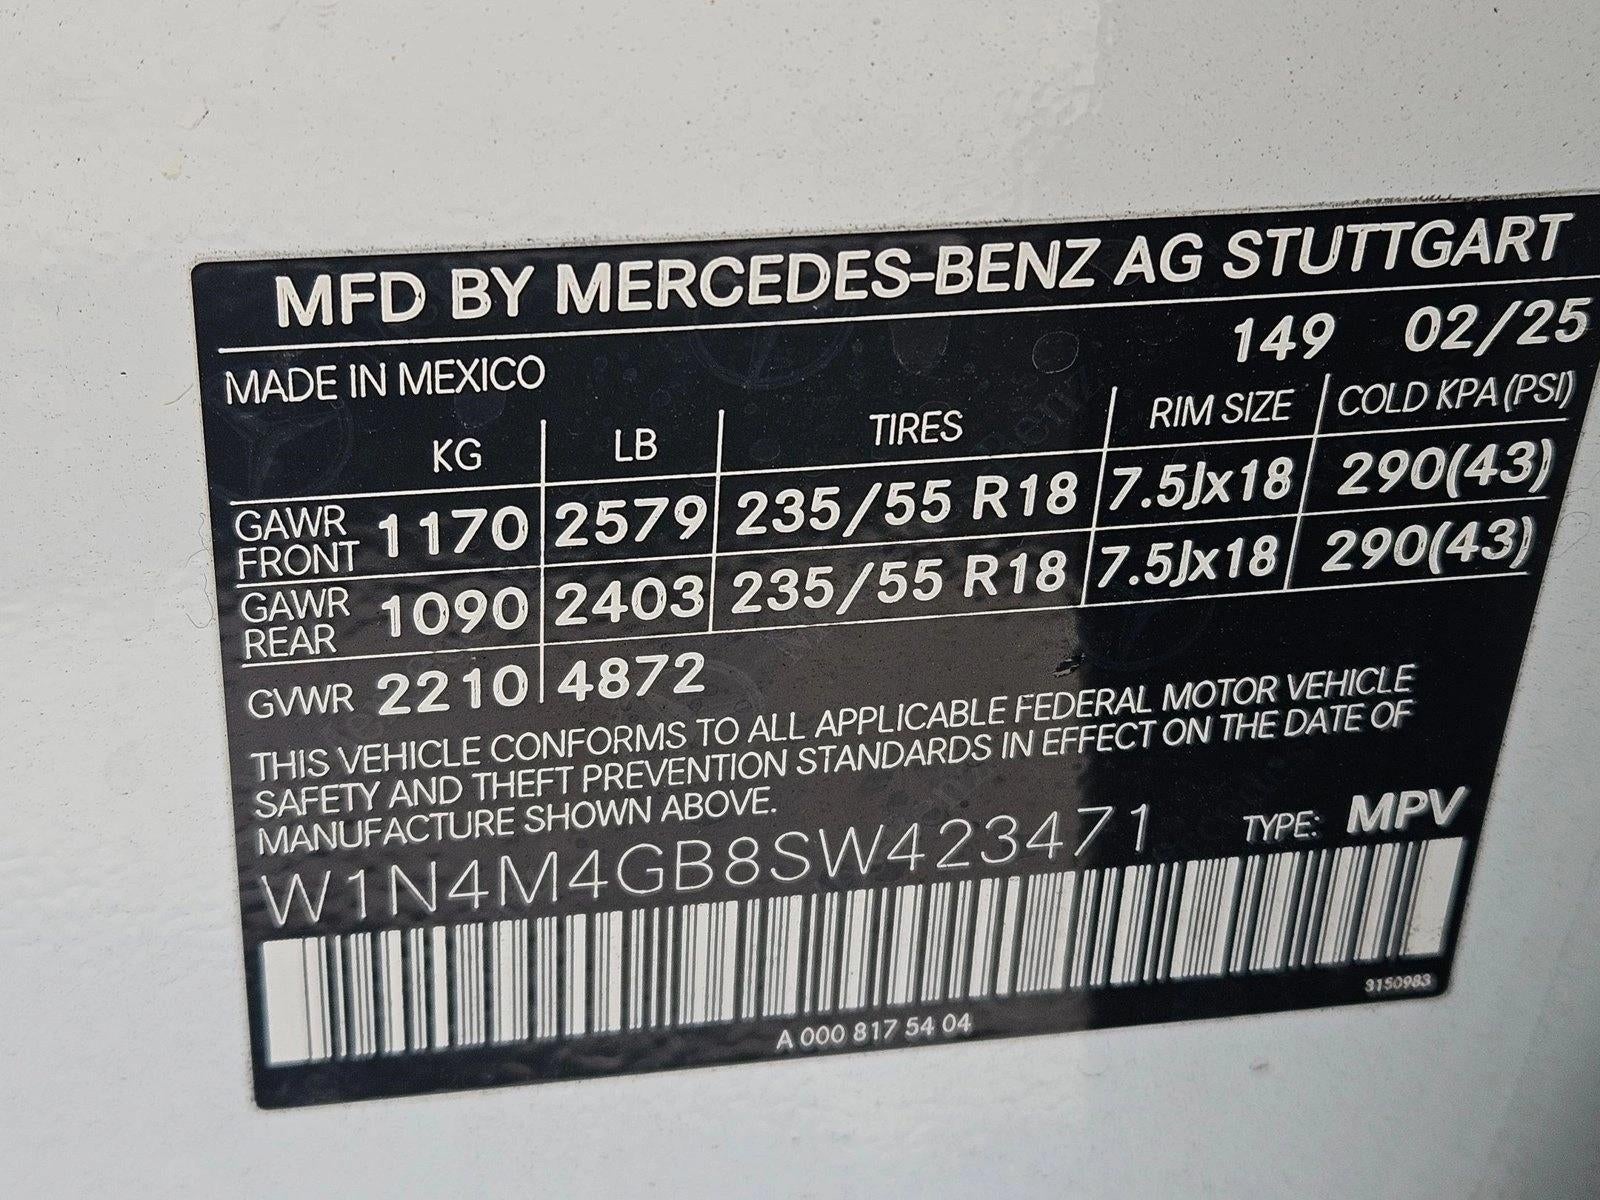 MFD BY MERCEDES-BENZ AG STUTTGART
149 02/25
MADE IN MEXICO
KG LB TIRES RIM SIZE COLD KPA (PSI)
GAWR FRONT 1170 2579 235/55 R18 7.5Jx18 290(43)
GAWR REAR 1090 2403 235/55 R18 7.5Jx18 290(43)
GVWR 2210 4872
THIS VEHICLE CONFORMS TO ALL APPLICABLE FEDERAL MOTOR VEHICLE
SAFETY AND THEFT PREVENTION STANDARDS IN EFFECT ON THE DATE OF
MANUFACTURE SHOWN ABOVE.
W1N4M4GB8SW423471 TYPE: MPV
3150983
A 000 817 54 04